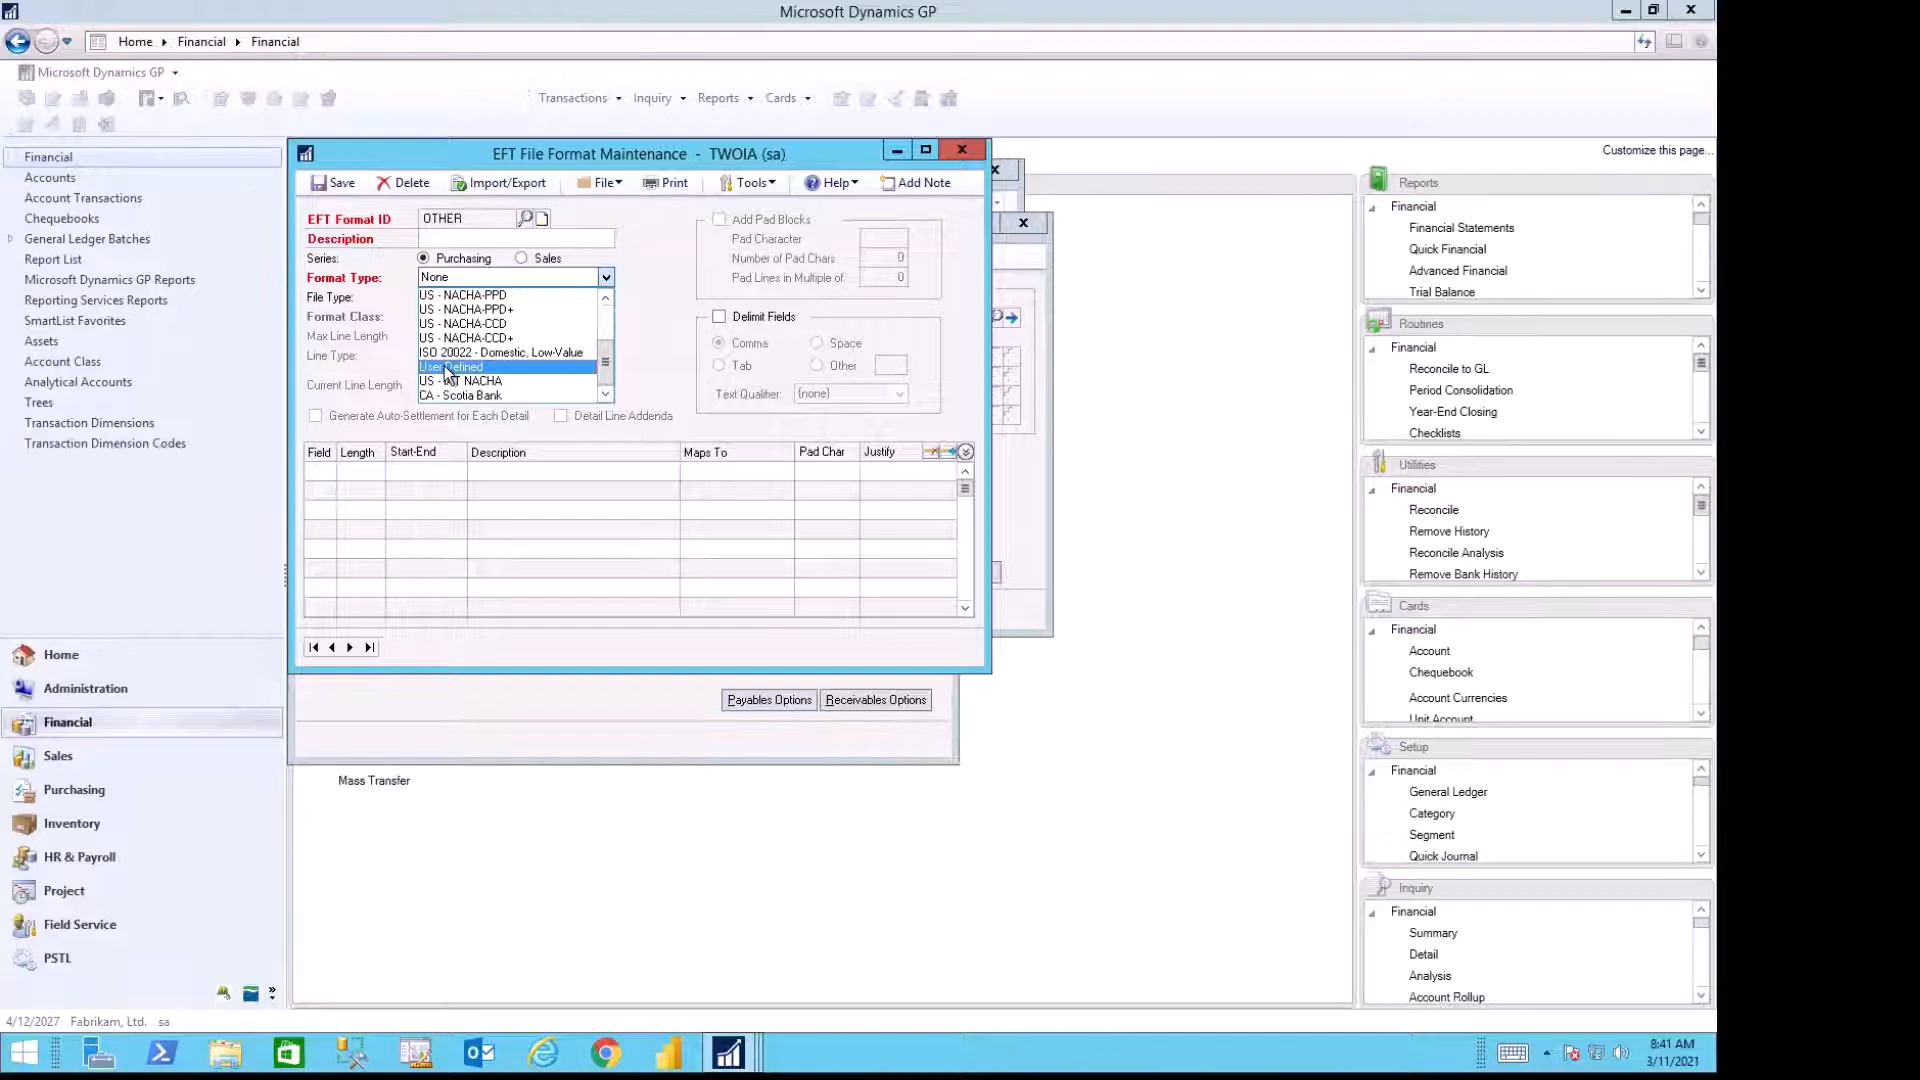 Microsoft Dynamics GP
Home Financial Financial
Microsoft Dynamics GP
Transactions Inquiry Reports Cards
Customize this page...
Financial
Accounts
Account Transactions
Chequebooks
General Ledger Batches
Report List
Microsoft Dynamics GP Reports
Reporting Services Reports
SmartList Favorites
Assets
Account Class
Analytical Accounts
Trees
Transaction Dimensions
Transaction Dimension Codes
Home
Administration
Financial
Sales
Purchasing
Inventory
HR & Payroll
Project
Field Service
PSTL
EFT File Format Maintenance - TWOIA (sa)
Save Delete Import/Export File Print Tools Help Add Note
EFT Format ID OTHER
Description
Series: Purchasing Sales
Format Type: None
File Type:
Format Class:
Max Line Length
Line Type:
Current Line Length
US - NACHA-PPD
US - NACHA-PPD+
US - NACHA-CCD
US - NACHA-CCD+
ISO 20022 - Domestic, Low-Value
User Defined
US - NACHA
CA - Scotia Bank
Generate Auto-Settlement for Each Detail Detail Line Addenda
Add Pad Blocks
Pad Character
Number of Pad Chars 0
Pad Lines in Multiple of 0
Delimit Fields
Comma Space
Tab Other
Text Qualifier: {none}
Field Length Start-End Description Maps To Pad Char Justify
Payables Options Receivables Options
Mass Transfer
Reports
Financial
Financial Statements
Quick Financial
Advanced Financial
Trial Balance
Routines
Financial
Reconcile to GL
Period Consolidation
Year-End Closing
Checklists
Utilities
Financial
Reconcile
Remove History
Reconcile Analysis
Remove Bank History
Cards
Financial
Account
Chequebook
Account Currencies
Unit Account
Setup
Financial
General Ledger
Category
Segment
Quick Journal
Inquiry
Financial
Summary
Detail
Analysis
Account Rollup
4/12/2027 Fabrikam, Ltd. sa
8:41 AM
3/11/2021